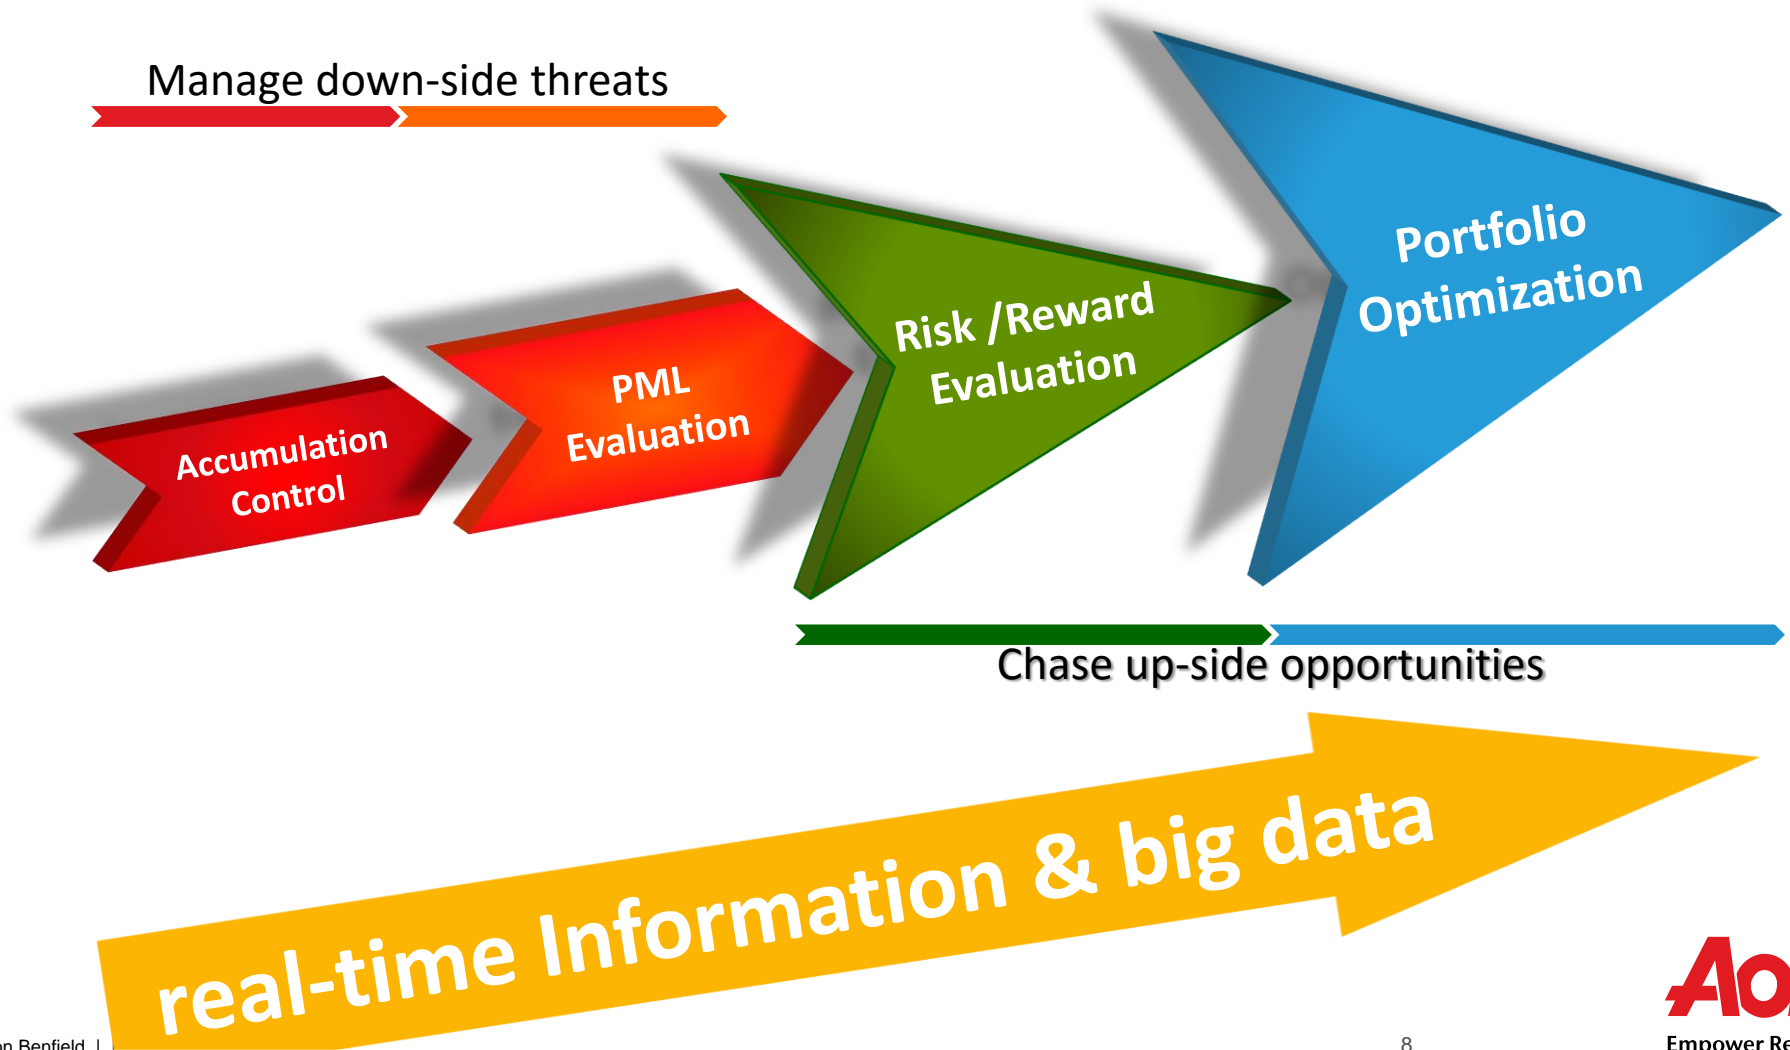 Manage down-side threats
Portfolio
Optimization
Risk /Reward
Evaluation
PML
Evaluation
Accumulation
Control
Chase up-side opportunities
real-time Information & big data
Benfield |
8
Empower